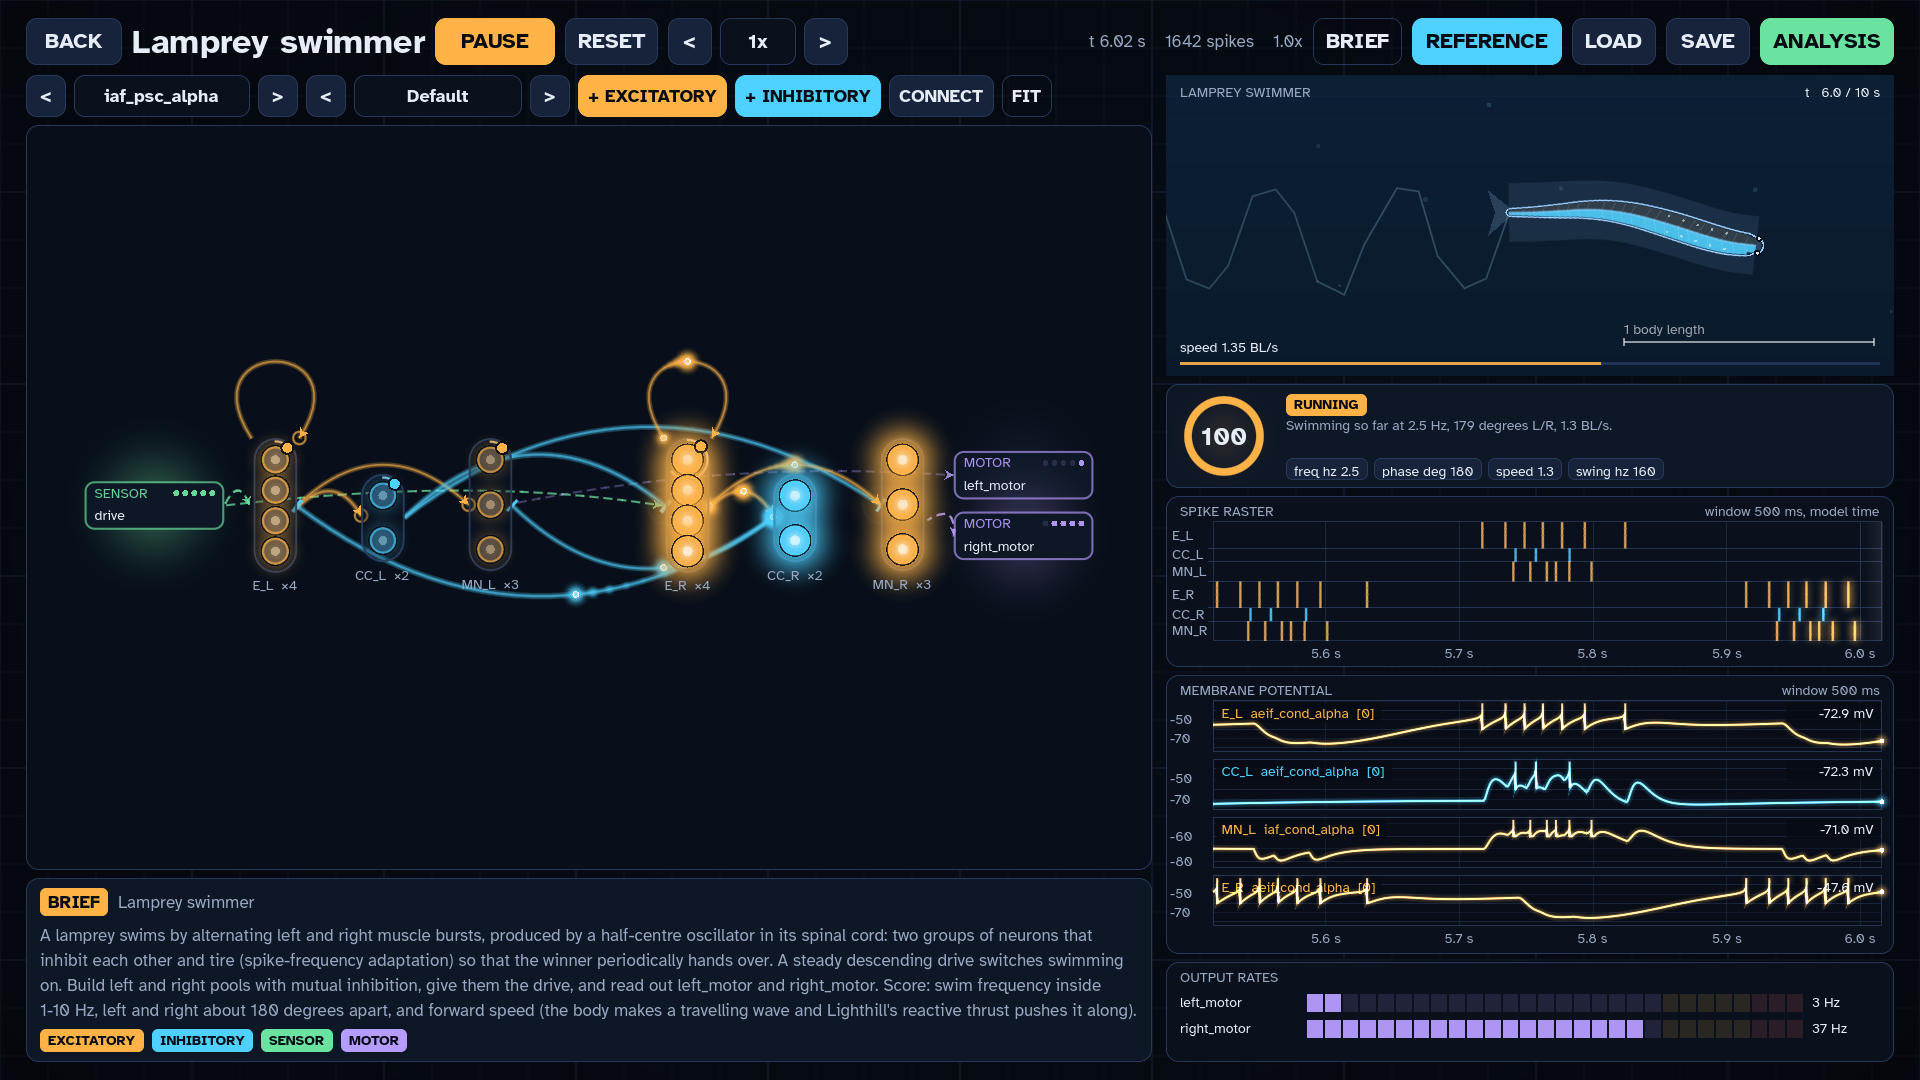 BACK
Lamprey swimmer
PAUSE
RESET
<
1x
>
t 6.02 s
1642 spikes
1.0x
BRIEF
REFERENCE
LOAD
SAVE
ANALYSIS
<
iaf_psc_alpha
>
<
Default
>
+ EXCITATORY
+ INHIBITORY
CONNECT
FIT
SENSOR
drive
E_L ×4
CC_L ×2
MN_L ×3
E_R ×4
CC_R ×2
MN_R ×3
MOTOR
left_motor
MOTOR
right_motor
BRIEF
Lamprey swimmer
A lamprey swims by alternating left and right muscle bursts, produced by a half-centre oscillator in its spinal cord: two groups of neurons that
inhibit each other and tire (spike-frequency adaptation) so that the winner periodically hands over. A steady descending drive switches swimming
on. Build left and right pools with mutual inhibition, give them the drive, and read out left_motor and right_motor. Score: swim frequency inside
1-10 Hz, left and right about 180 degrees apart, and forward speed (the body makes a travelling wave and Lighthill's reactive thrust pushes it along).
EXCITATORY
INHIBITORY
SENSOR
MOTOR
LAMPREY SWIMMER
t 6.0 / 10 s
1 body length
speed 1.35 BL/s
100
RUNNING
Swimming so far at 2.5 Hz, 179 degrees L/R, 1.3 BL/s.
freq hz 2.5
phase deg 180
speed 1.3
swing hz 160
SPIKE RASTER
window 500 ms, model time
E_L
CC_L
MN_L
E_R
CC_R
MN_R
5.6 s
5.7 s
5.8 s
5.9 s
6.0 s
MEMBRANE POTENTIAL
window 500 ms
-50
-70
E_L aeif_cond_alpha [0]
-72.9 mV
-50
-70
CC_L aeif_cond_alpha [0]
-72.3 mV
-60
-80
MN_L iaf_cond_alpha [0]
-71.0 mV
-50
-70
E_R aeif_cond_alpha [0]
-47.6 mV
5.6 s
5.7 s
5.8 s
5.9 s
6.0 s
OUTPUT RATES
left_motor
3 Hz
right_motor
37 Hz